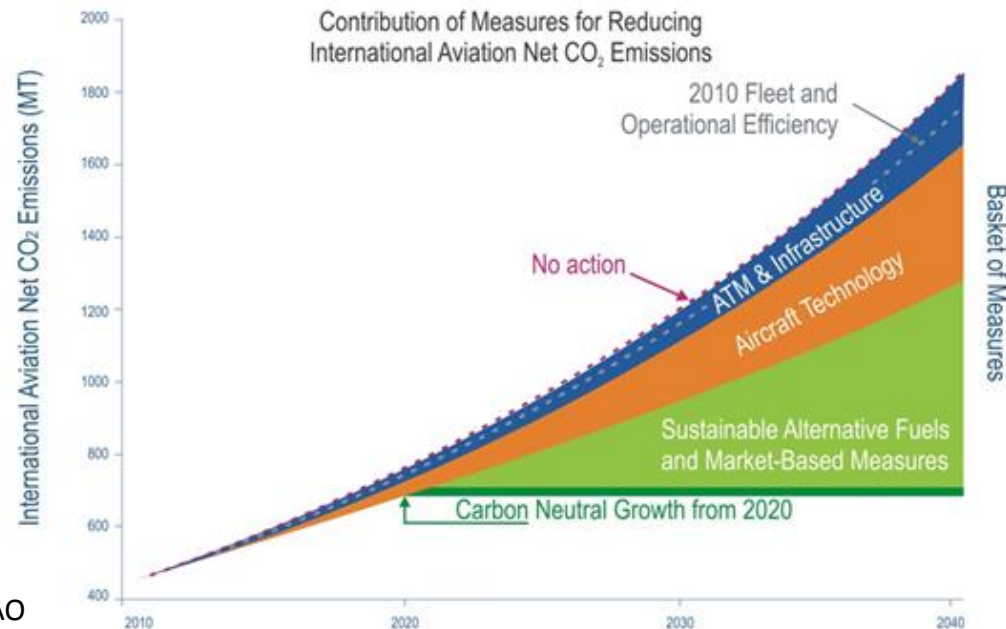 Contribution of Measures for Reducing
International Aviation Net CO₂ Emissions
International Aviation Net CO₂ Emissions (MT)
2000
1800
1600
1400
1200
1000
800
600
400
2010 Fleet and
Operational Efficiency
No action
ATM & Infrastructure
Aircraft Technology
Sustainable Alternative Fuels
and Market-Based Measures
Carbon Neutral Growth from 2020
Basket of Measures
2010
2020
2030
2040
AO